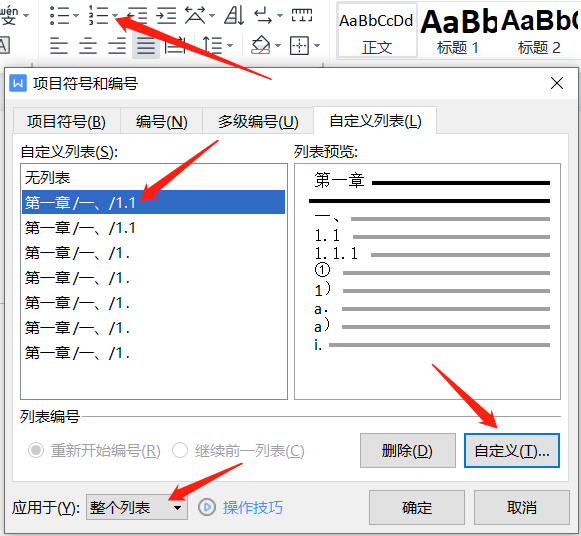 wén
变
A
AaBbCcDd AaBb AaBbC
正文 标题 1 标题 2
W 项目符号和编号
项目符号(B) 编号(N) 多级编号(U) 自定义列表(L)
自定义列表(S): 列表预览:
无列表
第一章/一、/1.1
第一章/一、/1.1
第一章/一、/1.
第一章/一、/1.
第一章/一、/1.
第一章/一、/1.
第一章/一、/1.
第一章
一、
1.1
1.1.1
①
1）
a.
a）
i.
列表编号
重新开始编号(R) 继续前一列表(C) 删除(D) 自定义(T)...
应用于(Y): 整个列表 操作技巧 确定 取消